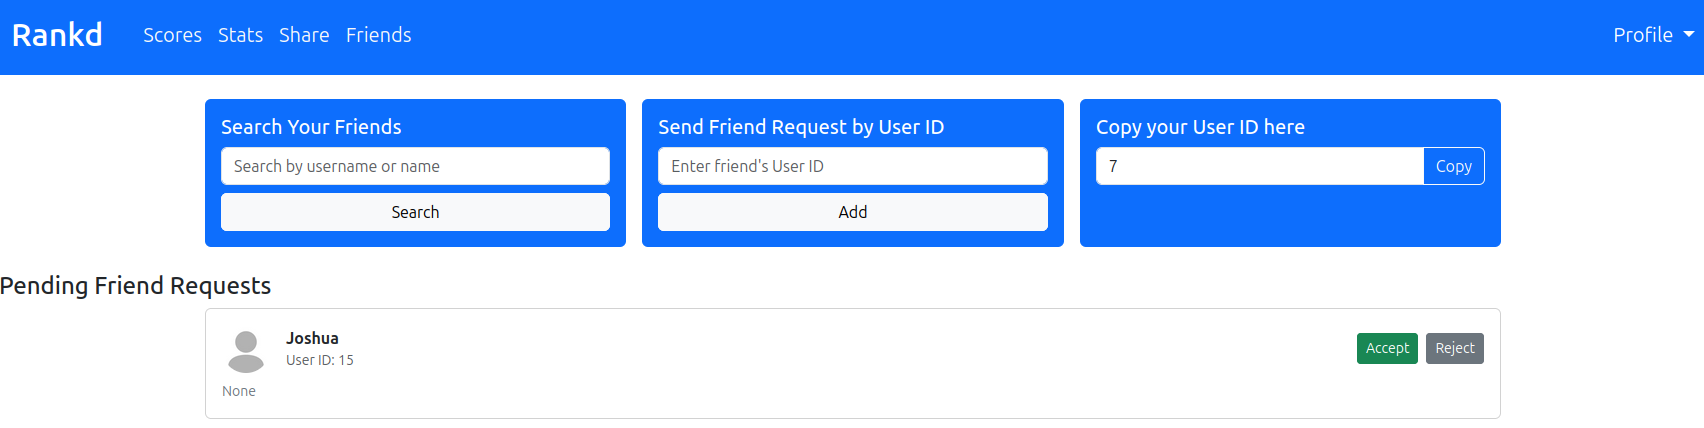 Rankd Scores Stats Share Friends Profile
Search Your Friends
Search by username or name
Search
Send Friend Request by User ID
Enter friend's User ID
Add
Copy your User ID here
7 Copy
Pending Friend Requests
Joshua
User ID: 15
None
Accept Reject